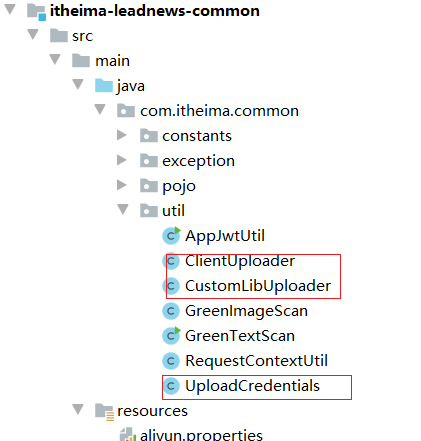 itheima-leadnews-common
src
main
java
com.itheima.common
constants
exception
pojo
util
AppJwtUtil
ClientUploader
CustomLibUploader
GreenImageScan
GreenTextScan
RequestContextUtil
UploadCredentials
resources
aliyun.properties